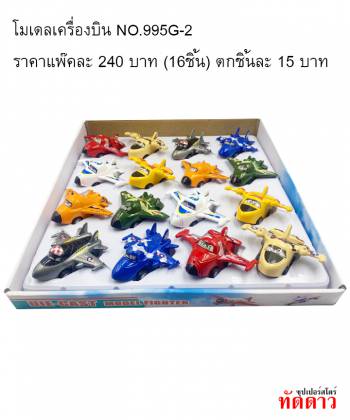 โมเดลเครื่องบิน NO.995G-2
ราคาแพ๊คละ 240 บาท (16ชิ้น) ตกชิ้นละ 15 บาท
DIE-CAST MODEL FIGHTER
ซุปเปอร์สโตร์
ทัดดาว